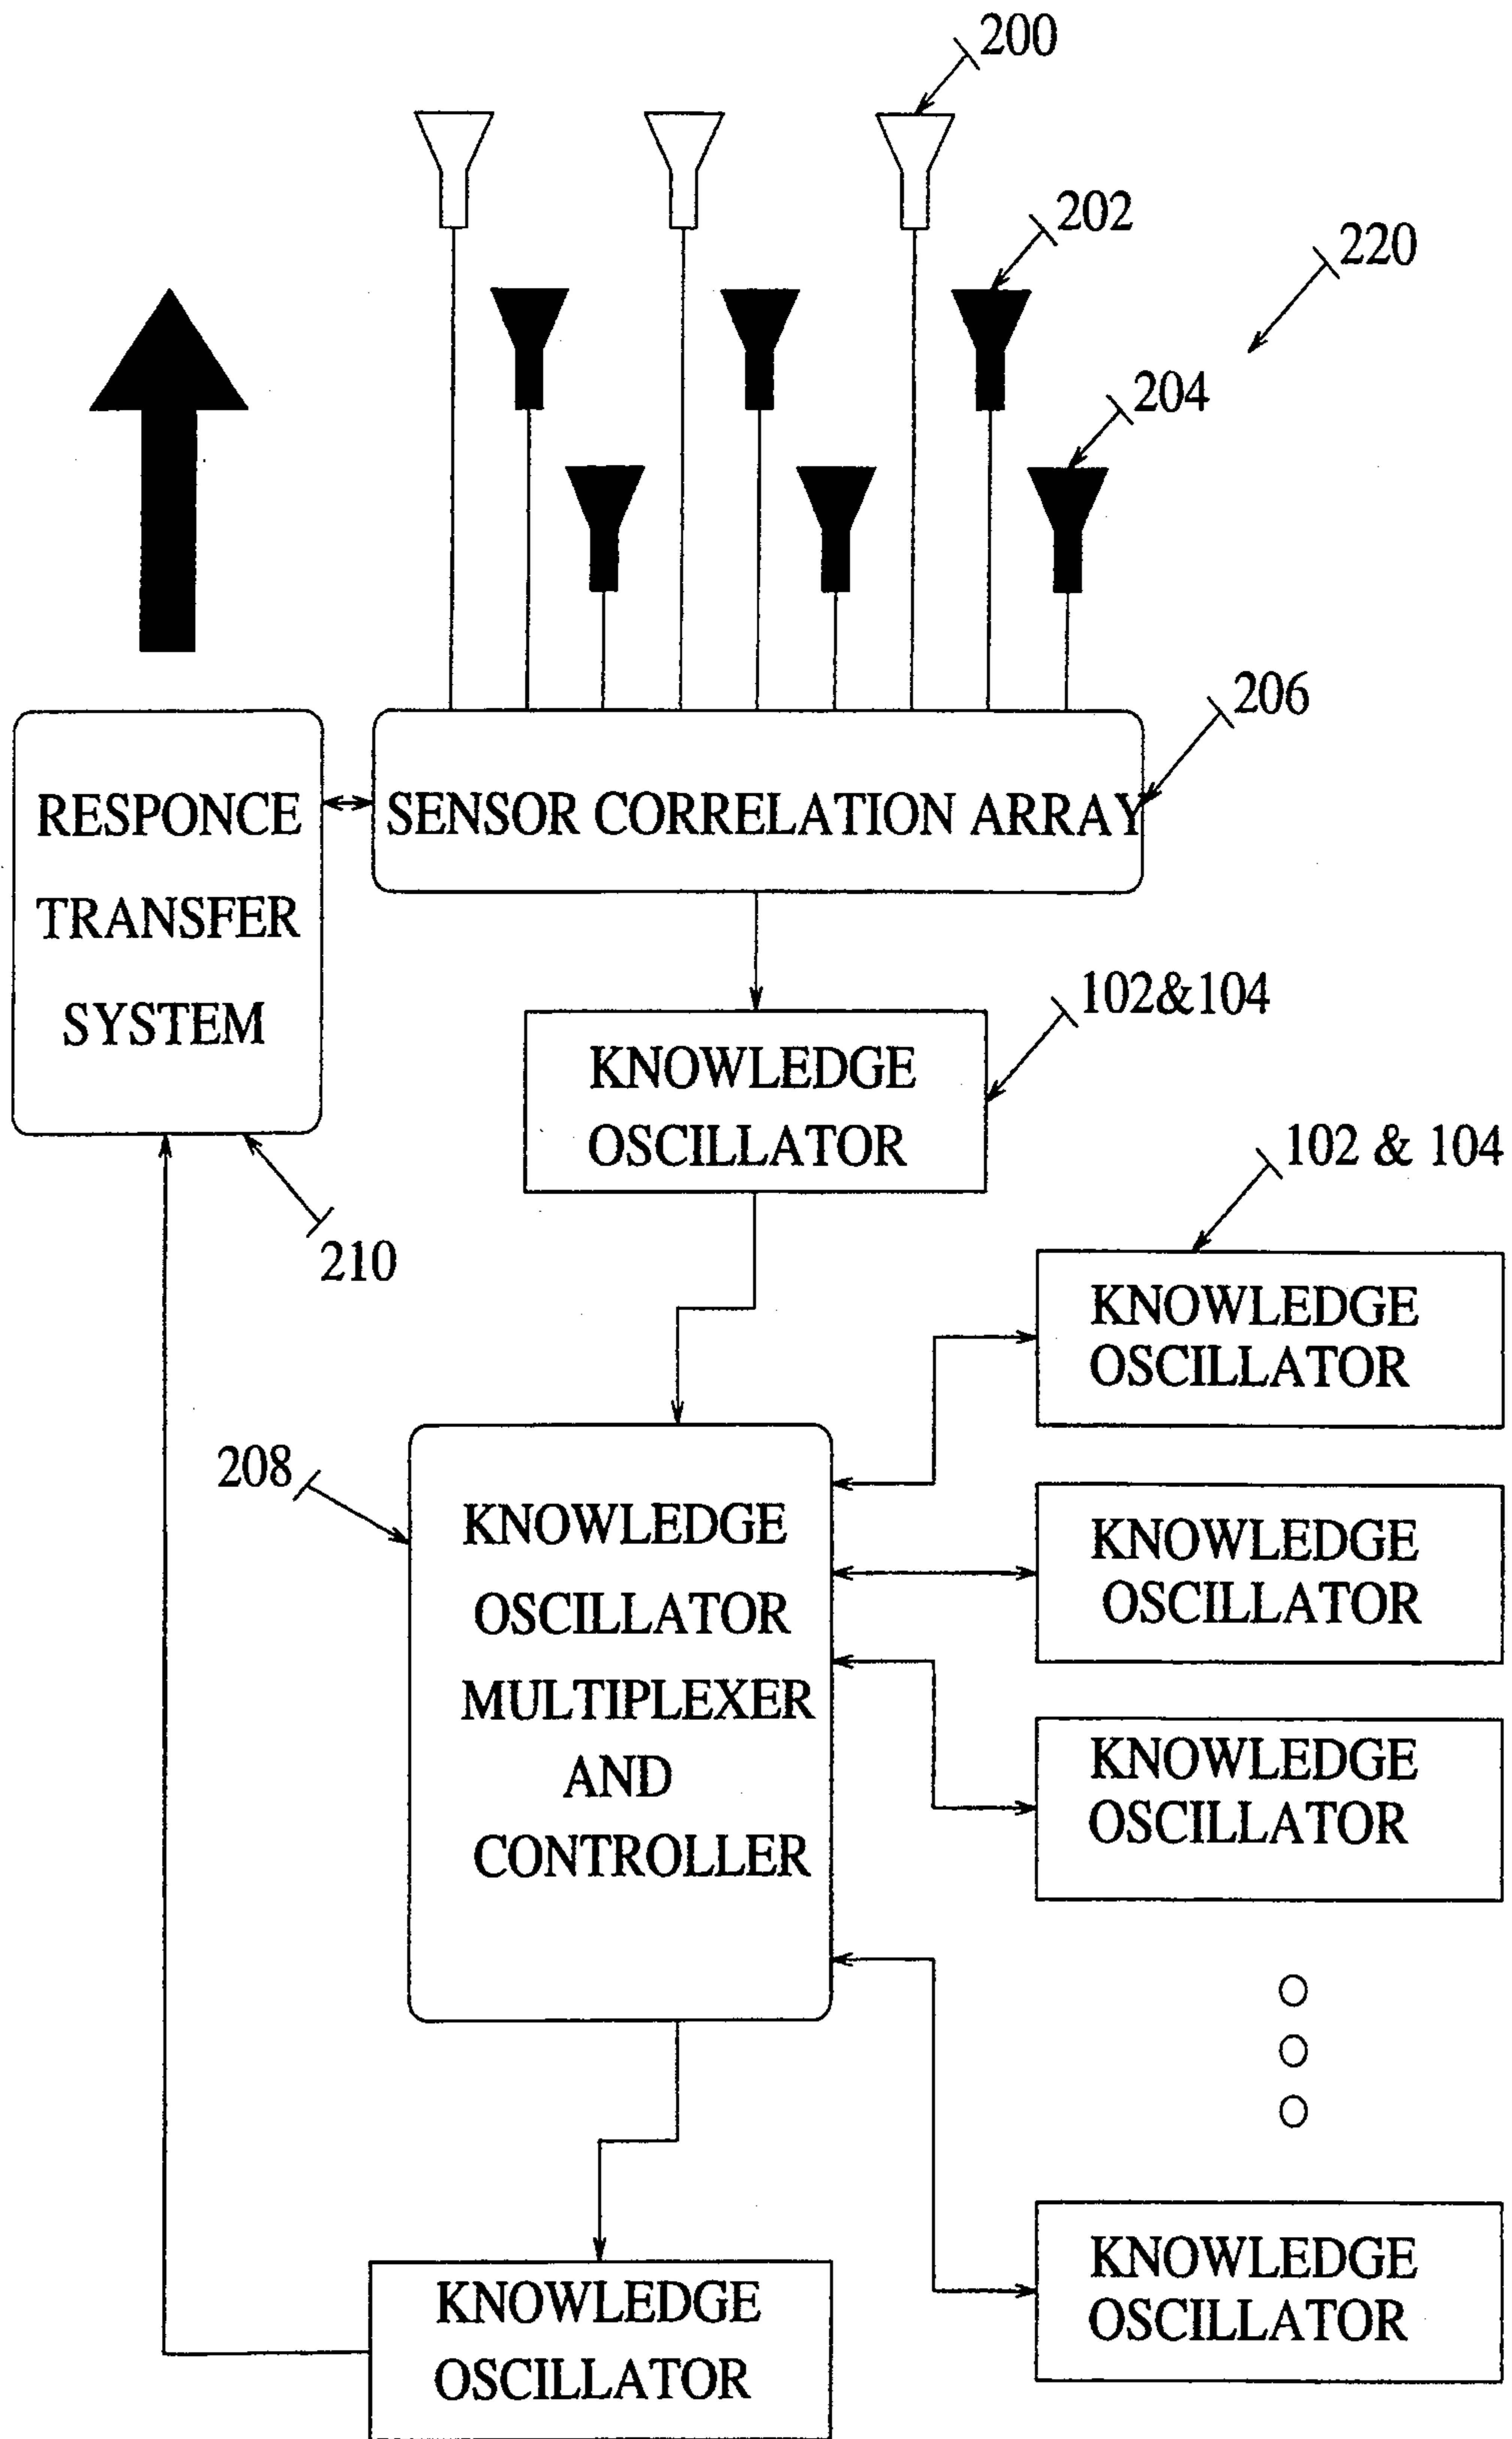 200
202
220
204
206
RESPONCE
TRANSFER
SYSTEM
SENSOR CORRELATION ARRAY
102&104
KNOWLEDGE
OSCILLATOR
210
102 & 104
KNOWLEDGE
OSCILLATOR
208
KNOWLEDGE
OSCILLATOR
MULTIPLEXER
AND
CONTROLLER
KNOWLEDGE
OSCILLATOR
KNOWLEDGE
OSCILLATOR
KNOWLEDGE
OSCILLATOR
KNOWLEDGE
OSCILLATOR